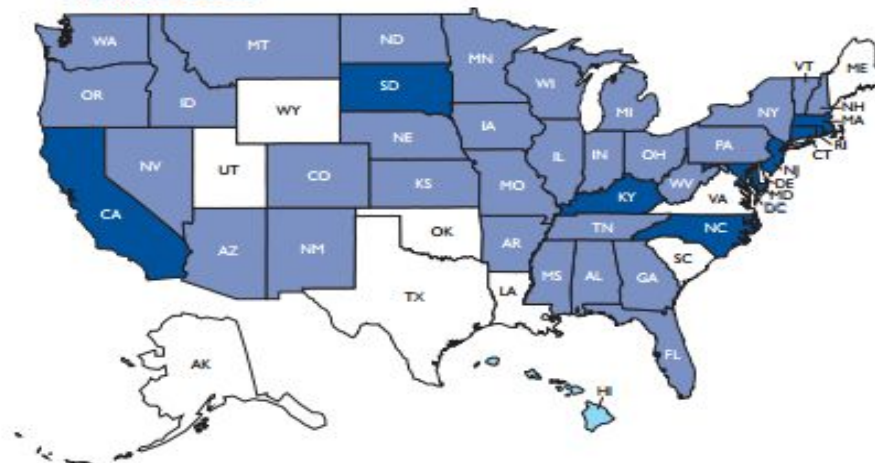 WA
MT
ND
MN
VT
ME
OR
ID
SD
WI
NY
NH
MA
WY
MI
RI
IA
PA
CT
NE
NV
UT
IL
IN
OH
NJ
CO
DE
KS
MO
WV
VA
MD
CA
KY
DC
OK
TN
NC
AZ
NM
AR
SC
MS
AL
GA
TX
LA
AK
FL
HI